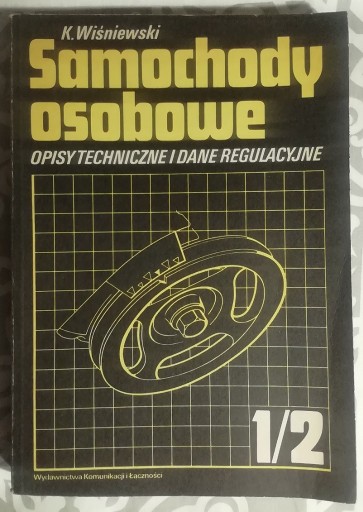 K. Wiśniewski
Samochody
osobowe
OPISY TECHNICZNE I DANE REGULACYJNE
1/2
Wydawnictwa Komunikacji i Łączności